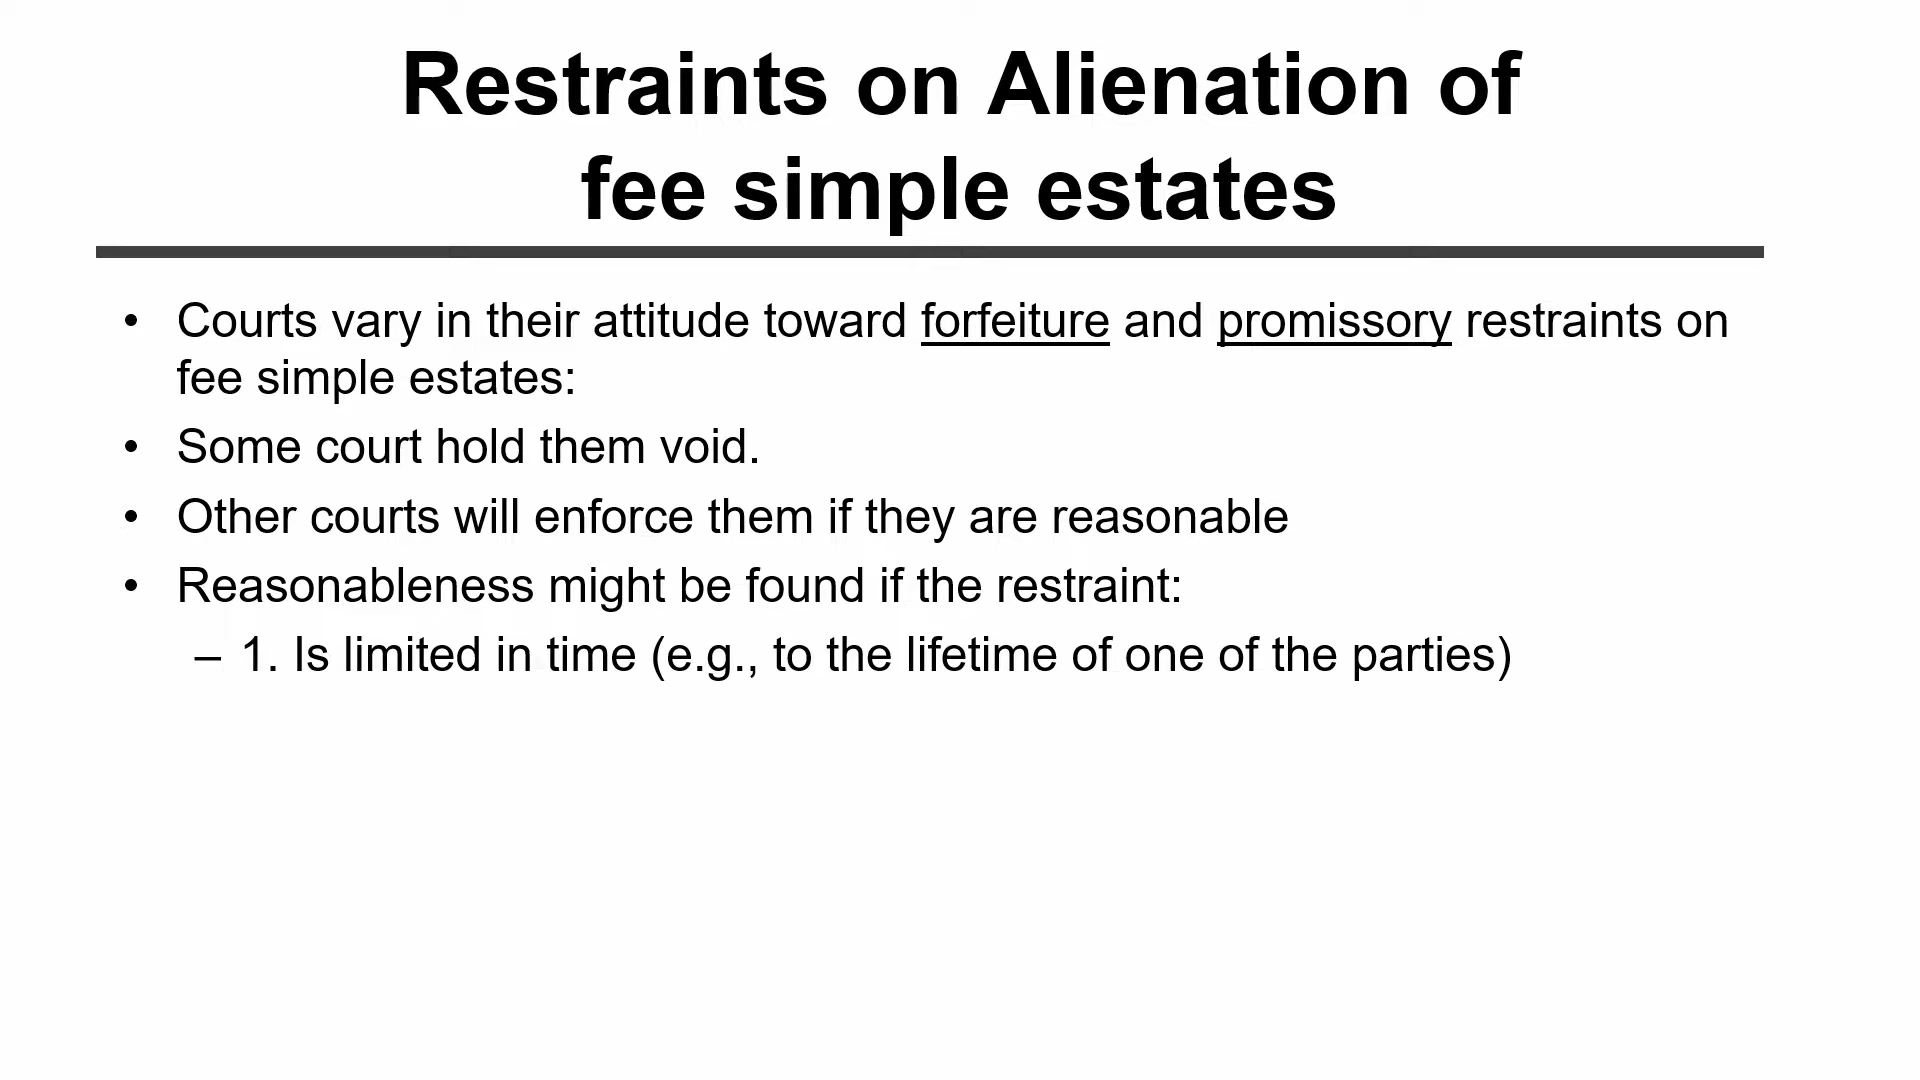 Restraints on Alienation of
fee simple estates
• Courts vary in their attitude toward forfeiture and promissory restraints on
fee simple estates:
• Some court hold them void.
• Other courts will enforce them if they are reasonable
• Reasonableness might be found if the restraint:
– 1. Is limited in time (e.g., to the lifetime of one of the parties)